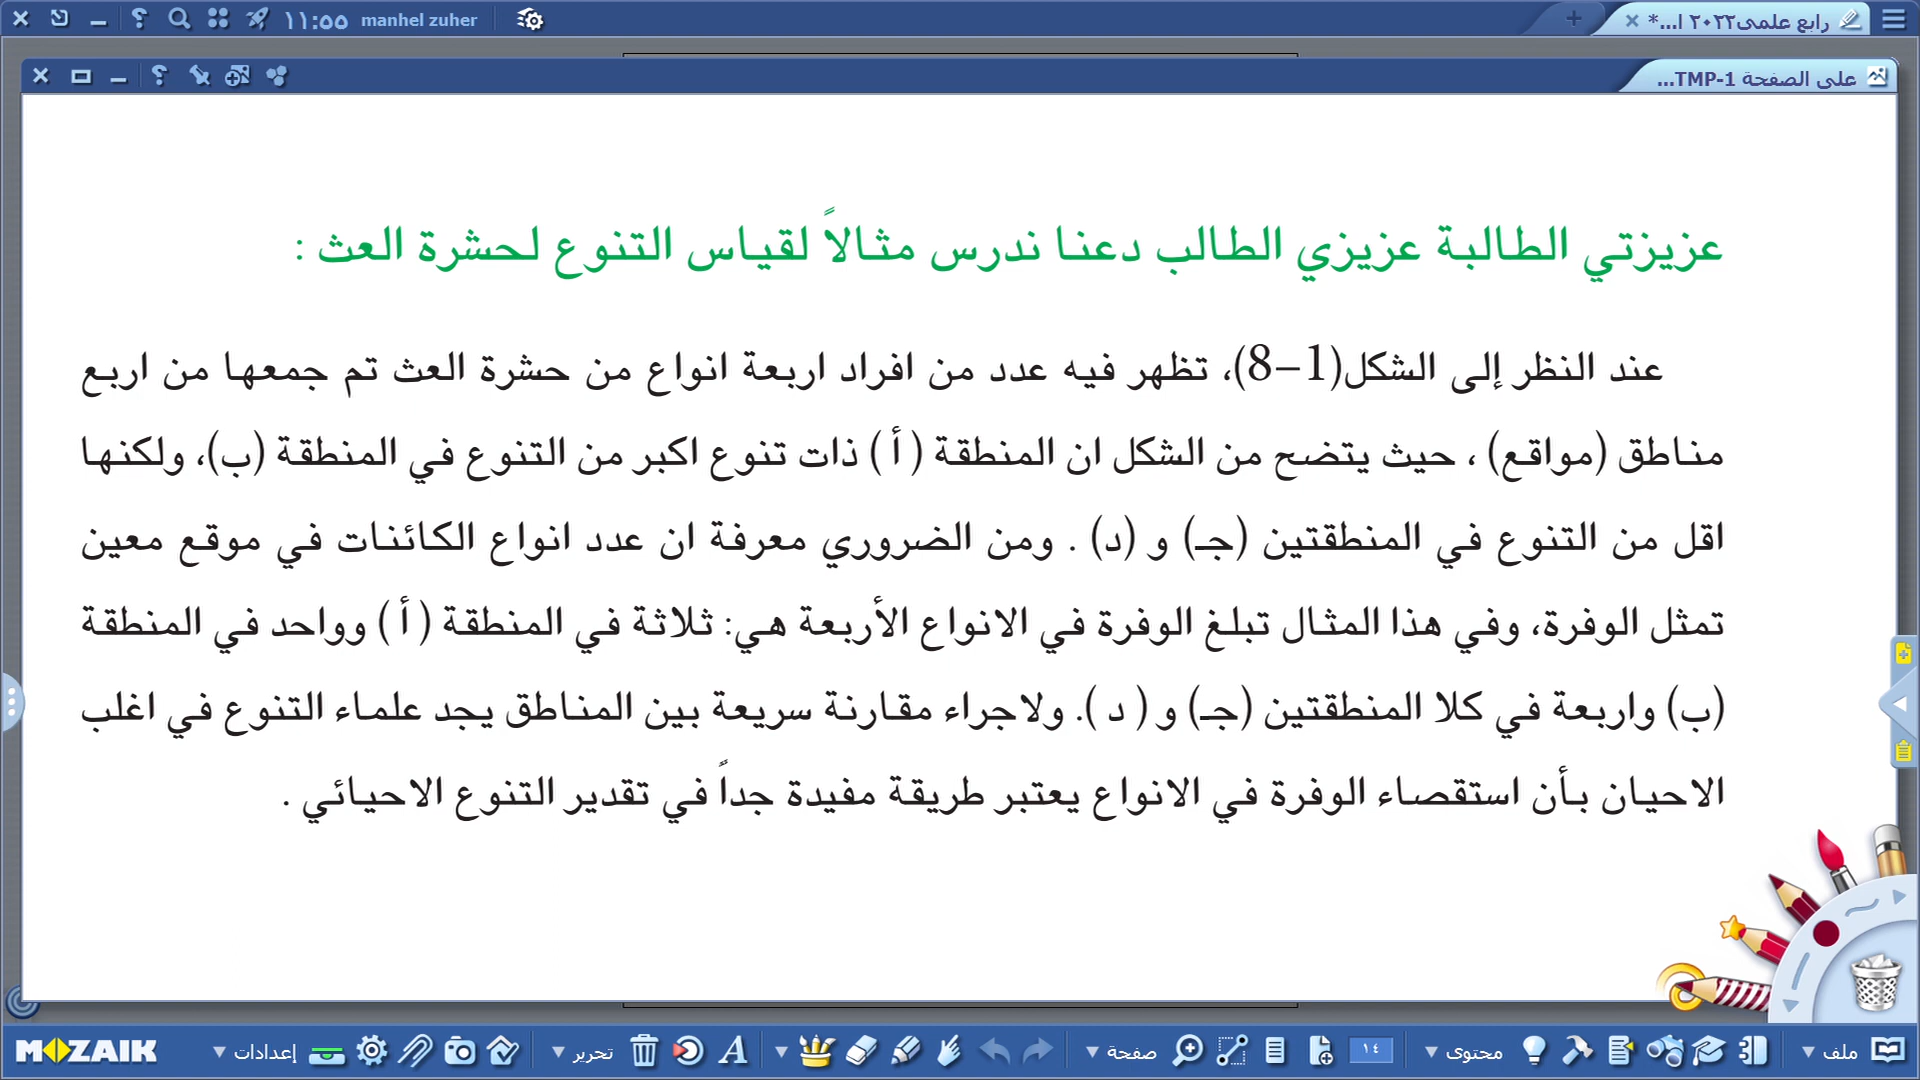 رابع علمي٢٠٢٢ ا...*
manhel zuher
١١:٥٥
على الصفحة TMP-1...
عزيزتي الطالبة عزيزي الطالب دعنا ندرس مثالاً لقياس التنوع لحشرة العث :
عند النظر إلى الشكل(1-8)، تظهر فيه عدد من افراد اربعة انواع من حشرة العث تم جمعها من اربع
مناطق (مواقع) ، حيث يتضح من الشكل ان المنطقة ( أ ) ذات تنوع اكبر من التنوع في المنطقة (ب)، ولكنها
اقل من التنوع في المنطقتين (جـ) و (د) . ومن الضروري معرفة ان عدد انواع الكائنات في موقع معين
تمثل الوفرة، وفي هذا المثال تبلغ الوفرة في الانواع الأربعة هي: ثلاثة في المنطقة ( أ ) وواحد في المنطقة
(ب) واربعة في كلا المنطقتين (جـ) و ( د ). ولاجراء مقارنة سريعة بين المناطق يجد علماء التنوع في اغلب
الاحيان بأن استقصاء الوفرة في الانواع يعتبر طريقة مفيدة جداً في تقدير التنوع الاحيائي .
ملف
محتوى
١٤
صفحة
تحرير
إعدادات
MOZAIK